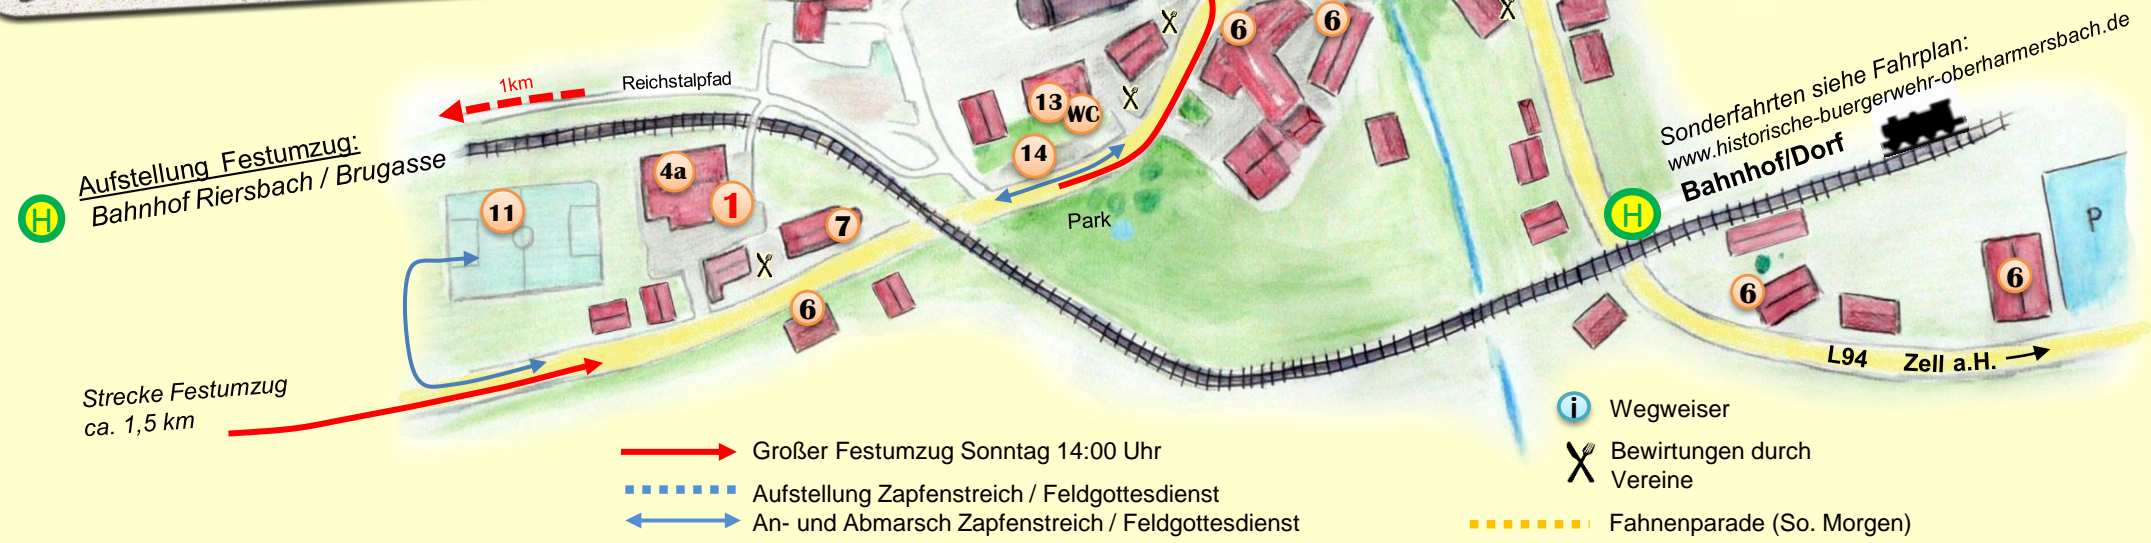 6
6
1km
Reichstalpfad
13
WC
14
Sonderfahrten siehe Fahrplan:
www.historische-buergerwehr-oberharmersbach.de
Bahnhof/Dorf
H
Aufstellung Festumzug:
Bahnhof Riersbach / Brugasse
H
4a
1
11
7
Park
P
6
6
6
L94 Zell a.H.
Strecke Festumzug
ca. 1,5 km
Großer Festumzug Sonntag 14:00 Uhr
Aufstellung Zapfenstreich / Feldgottesdienst
An- und Abmarsch Zapfenstreich / Feldgottesdienst
i Wegweiser
Bewirtungen durch
Vereine
Fahnenparade (So. Morgen)